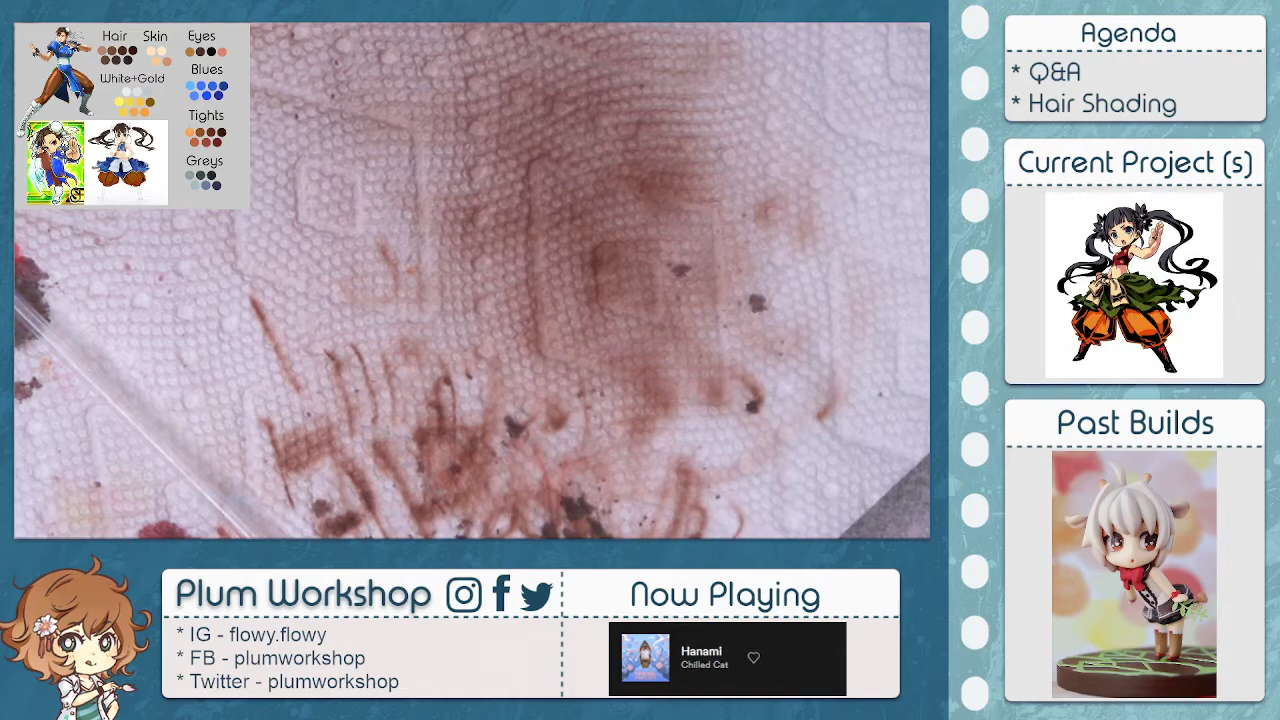 Hair
Skin
Eyes
White+Gold
Blues
Tights
Greys
Agenda
* Q&A
* Hair Shading
Current Project (s)
Past Builds
Plum Workshop
* IG - flowy.flowy
* FB - plumworkshop
* Twitter - plumworkshop
Now Playing
Hanami
Chilled Cat